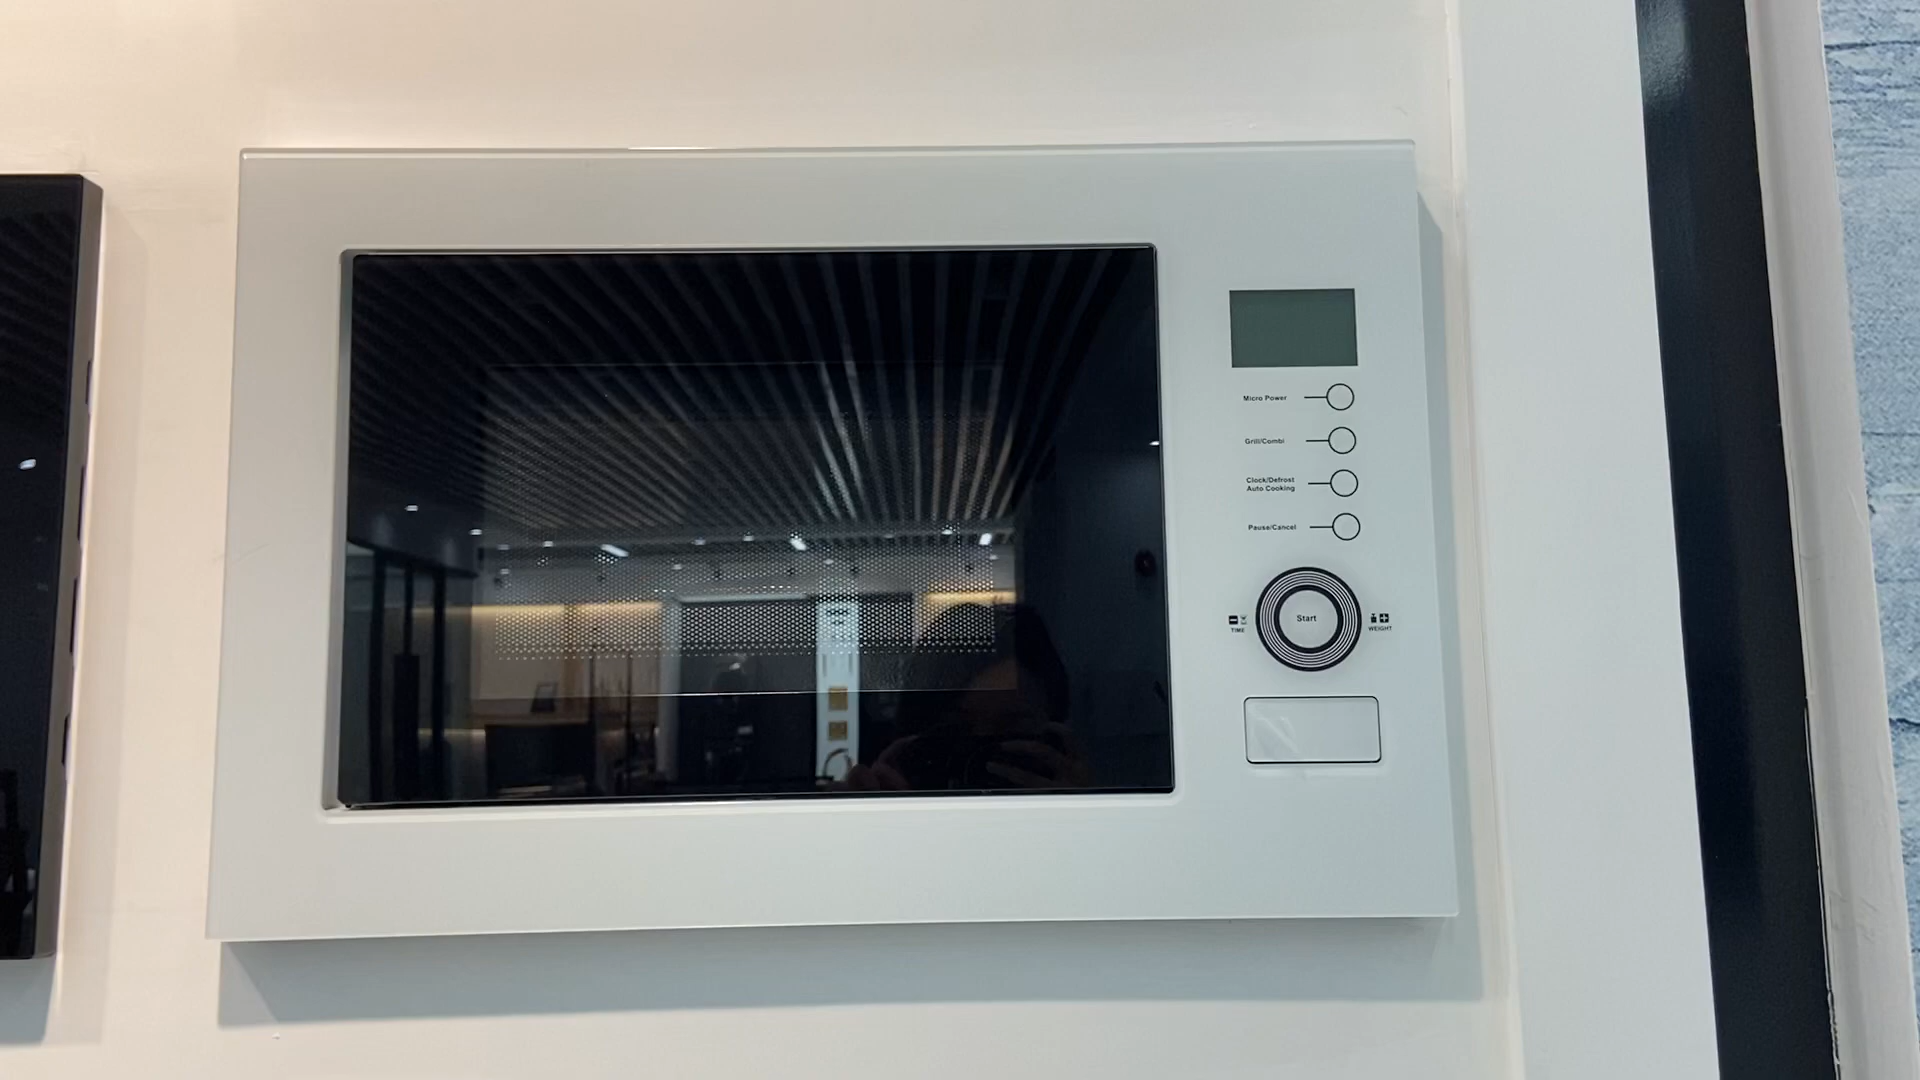 Micro Power
Grill/Combi
Clock/Defrost
Auto Cooking
Pause/Cancel
Start
TIME
WEIGHT